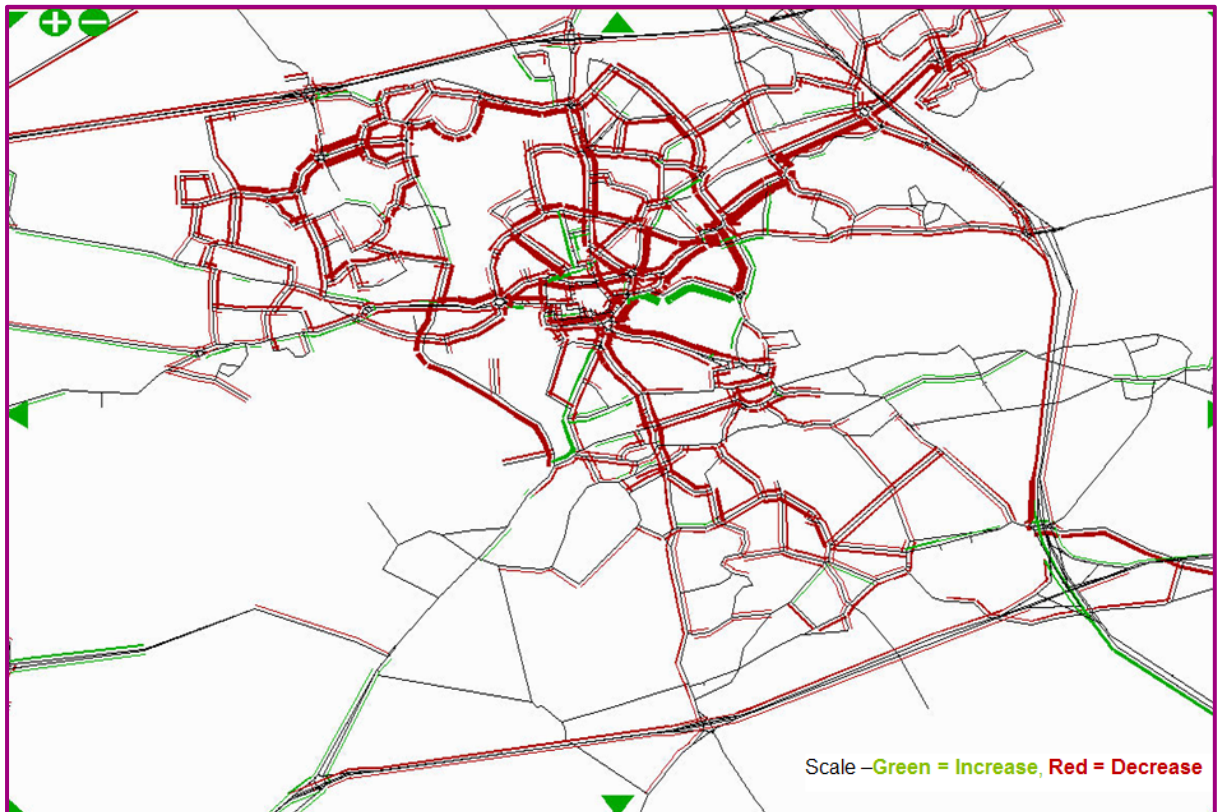 Scale –Green = Increase, Red = Decrease